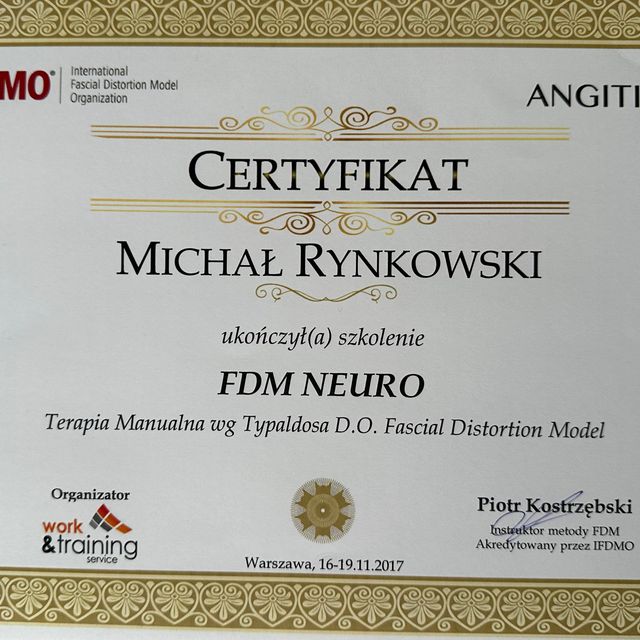 MO®
International
Fascial Distortion Model
Organization
ANGITI
CERTYFIKAT
MICHAŁ RYNKOWSKI
ukończył(a) szkolenie
FDM NEURO
Terapia Manualna wg Typaldosa D.O. Fascial Distortion Model
Organizator
work
&training
service
Piotr Kostrzębski
Instruktor metody FDM
Akredytowany przez IFDMO
Warszawa, 16-19.11.2017